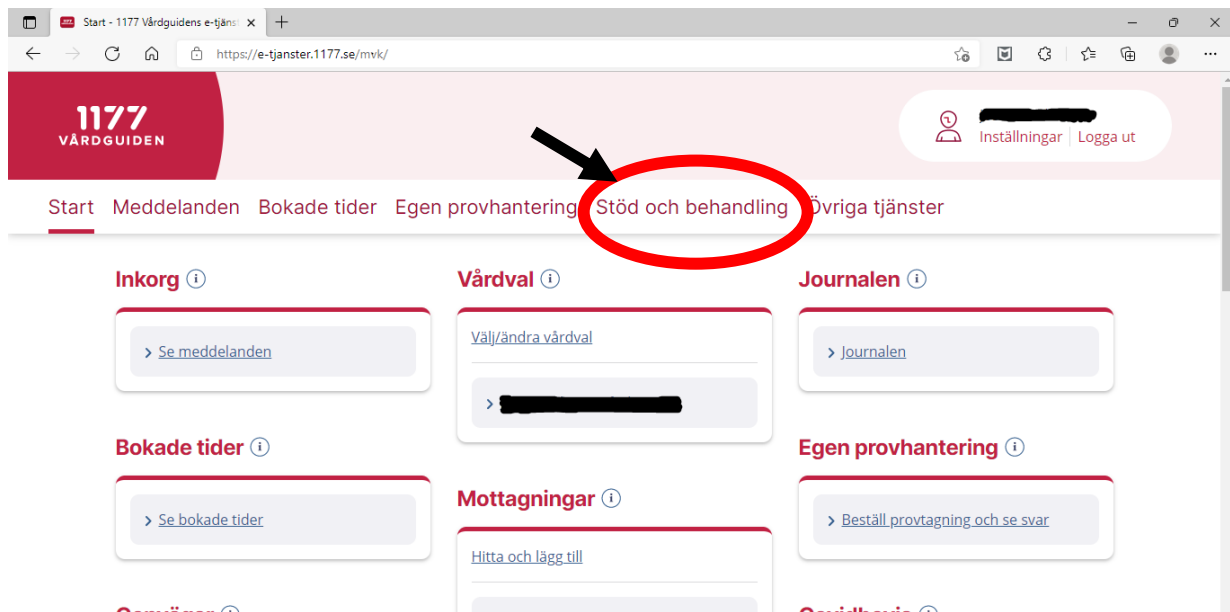 Start - 1177 Vårdguidens e-tjäns
https://e-tjanster.1177.se/mvk/
1177
VÅRDGUIDEN
Inställningar Logga ut
Start Meddelanden Bokade tider Egen provhantering Stöd och behandling Övriga tjänster
Inkorg
Se meddelanden
Vårdval
Välj/ändra vårdval
Journalen
Journalen
Bokade tider
Se bokade tider
Mottagningar
Hitta och lägg till
Egen provhantering
Beställ provtagning och se svar